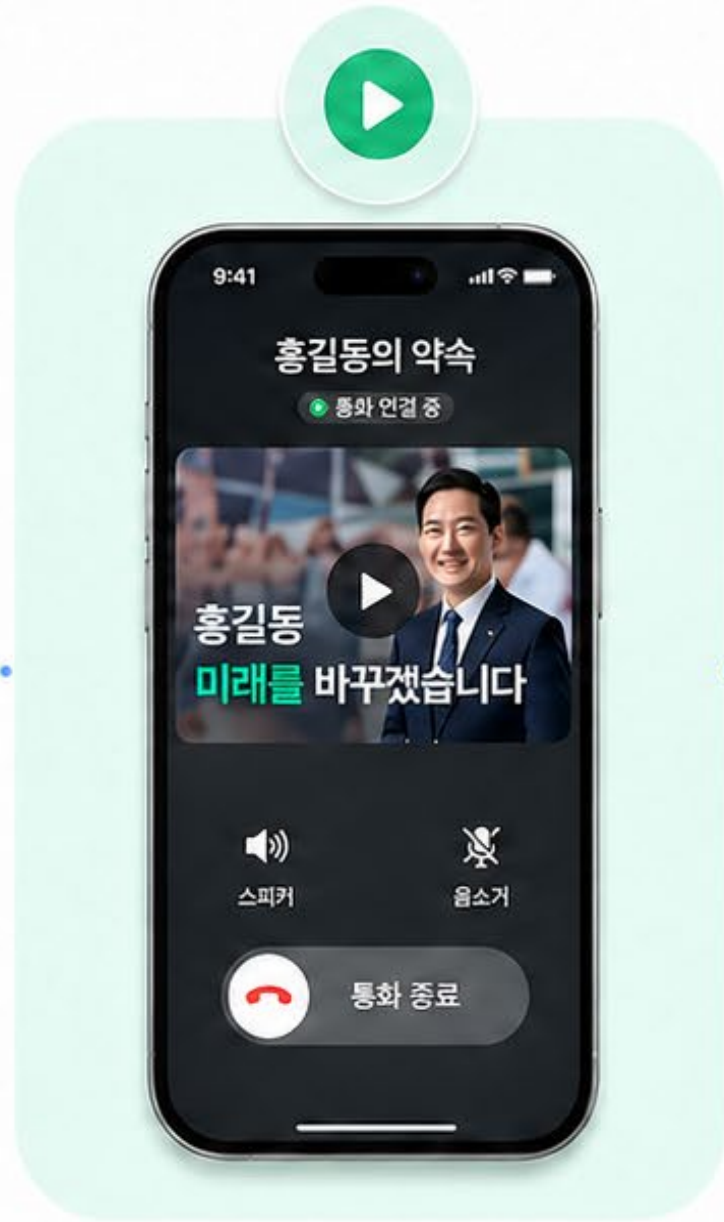 9:41
홍길동의 약속
통화 연결 중
홍길동
미래를 바꾸겠습니다
스피커
음소거
통화 종료